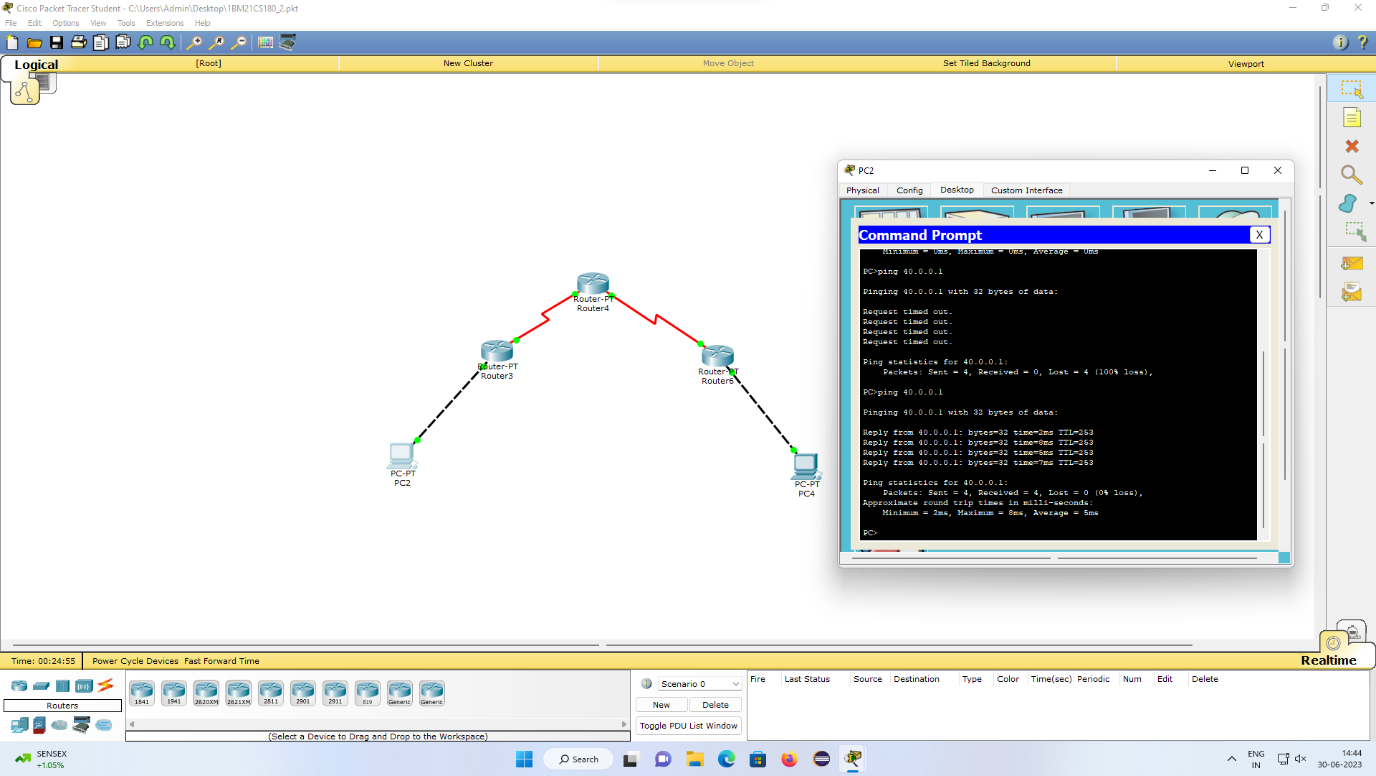 Cisco Packet Tracer Student - C:\Users\Admin\Desktop\1BM21CS180_2.pkt
File Edit Options View Tools Extensions Help
Logical [Root] New Cluster Move Object Set Tiled Background Viewport
PC2
Physical Config Desktop Custom Interface
Command Prompt X
Minimum = 0ms, Maximum = 0ms, Average = 0ms
PC>ping 40.0.0.1
Pinging 40.0.0.1 with 32 bytes of data:
Request timed out.
Request timed out.
Request timed out.
Request timed out.
Ping statistics for 40.0.0.1:
Packets: Sent = 4, Received = 0, Lost = 4 (100% loss),
PC>ping 40.0.0.1
Pinging 40.0.0.1 with 32 bytes of data:
Reply from 40.0.0.1: bytes=32 time=2ms TTL=253
Reply from 40.0.0.1: bytes=32 time=8ms TTL=253
Reply from 40.0.0.1: bytes=32 time=5ms TTL=253
Reply from 40.0.0.1: bytes=32 time=7ms TTL=253
Ping statistics for 40.0.0.1:
Packets: Sent = 4, Received = 4, Lost = 0 (0% loss),
Approximate round trip times in milli-seconds:
Minimum = 2ms, Maximum = 8ms, Average = 5ms
PC>
Router-PT
Router4
Router-PT
Router3
Router-PT
Router6
PC-PT
PC2
PC-PT
PC4
Time: 00:24:55 Power Cycle Devices Fast Forward Time
Realtime
Routers
1841 1941 2620XM 2621XM 2811 2901 2911 819 Generic Generic
(Select a Device to Drag and Drop to the Workspace)
Scenario 0
New Delete
Toggle PDU List Window
Fire Last Status Source Destination Type Color Time(sec) Periodic Num Edit Delete
SENSEX
+1.05%
Search
ENG
IN
14:44
30-06-2023